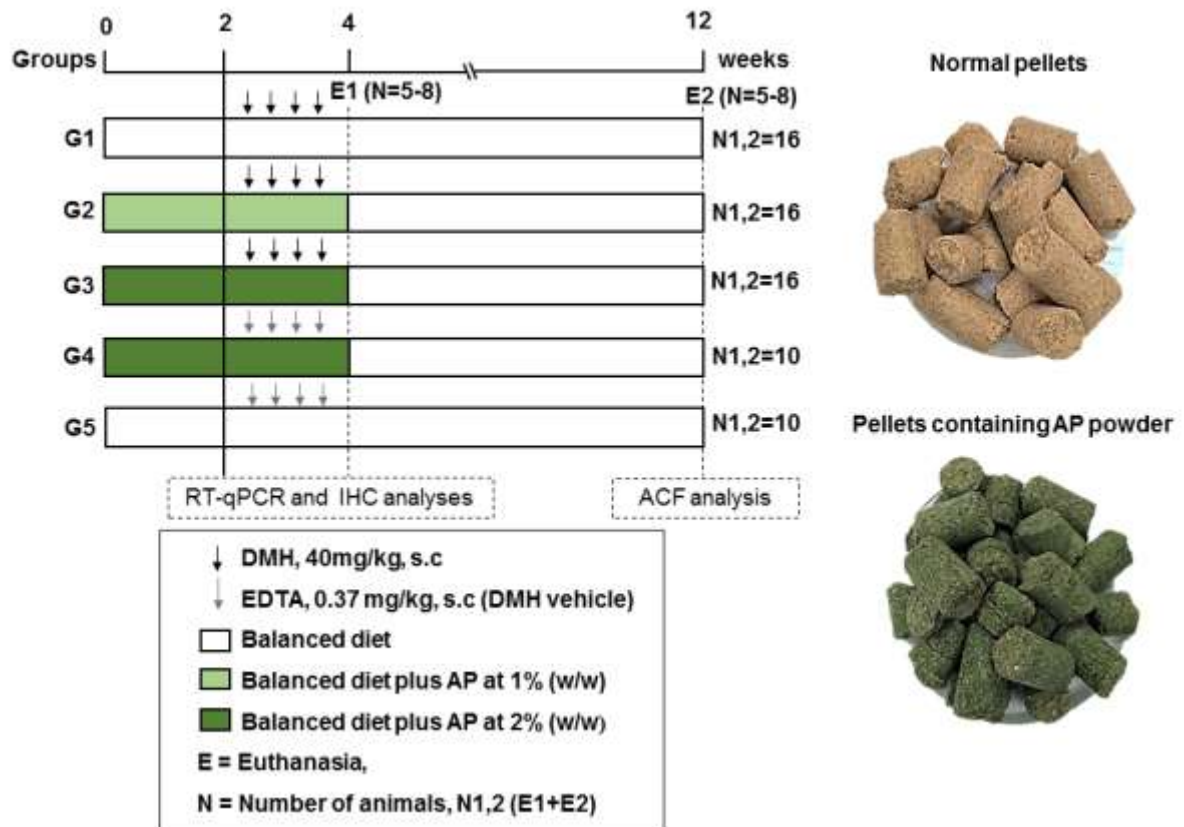 0 2 4 12
Groups weeks
E1 (N=5-8) E2 (N=5-8)
G1 N1,2=16
G2 N1,2=16
G3 N1,2=16
G4 N1,2=10
G5 N1,2=10
RT-qPCR and IHC analyses ACF analysis
DMH, 40mg/kg, s.c
EDTA, 0.37 mg/kg, s.c (DMH vehicle)
Balanced diet
Balanced diet plus AP at 1% (w/w)
Balanced diet plus AP at 2% (w/w)
E = Euthanasia,
N = Number of animals, N1,2 (E1+E2)
Normal pellets
Pellets containing AP powder